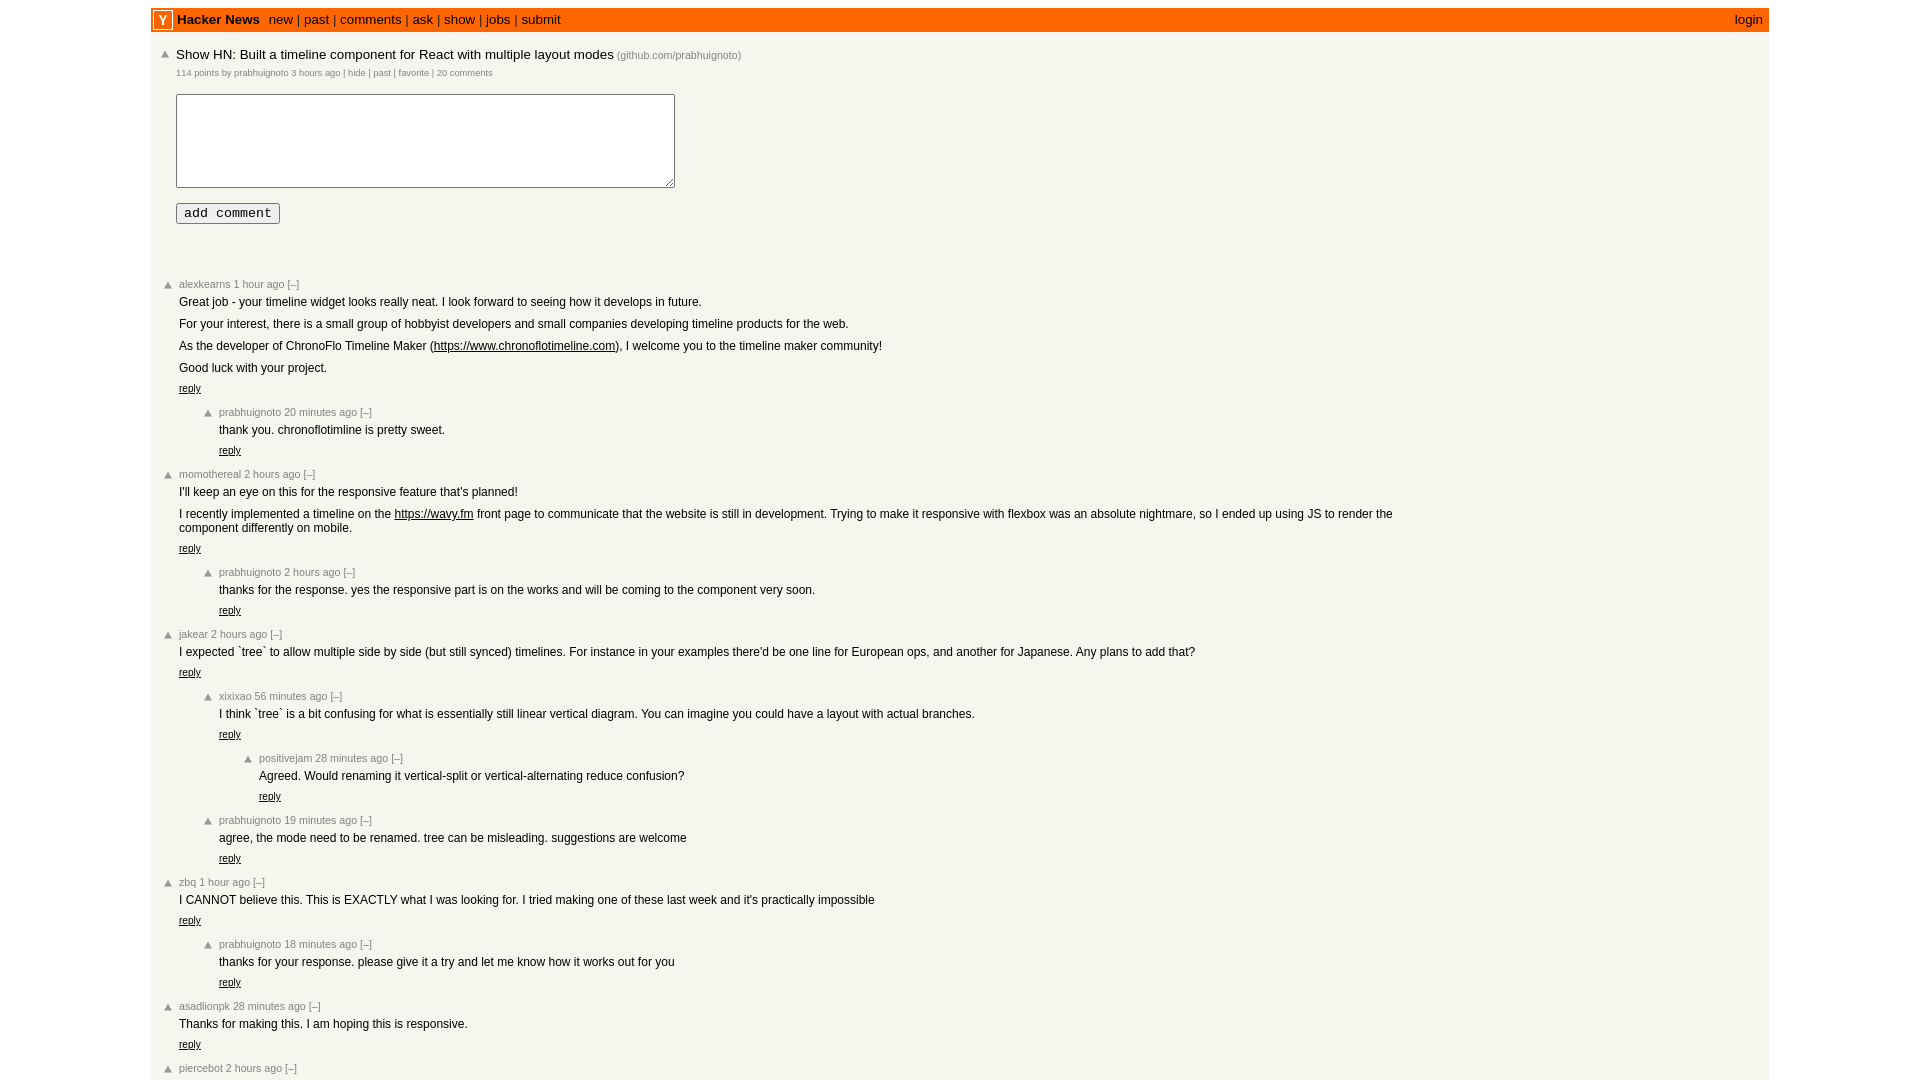 Y Hacker News new | past | comments | ask | show | jobs | submit login
Show HN: Built a timeline component for React with multiple layout modes (github.com/prabhuignoto)
114 points by prabhuignoto 3 hours ago | hide | past | favorite | 20 comments
add comment
alexkearns 1 hour ago [–]
Great job - your timeline widget looks really neat. I look forward to seeing how it develops in future.
For your interest, there is a small group of hobbyist developers and small companies developing timeline products for the web.
As the developer of ChronoFlo Timeline Maker (https://www.chronoflotimeline.com), I welcome you to the timeline maker community!
Good luck with your project.
reply
prabhuignoto 20 minutes ago [–]
thank you. chronoflotimline is pretty sweet.
reply
momothereal 2 hours ago [–]
I'll keep an eye on this for the responsive feature that's planned!
I recently implemented a timeline on the https://wavy.fm front page to communicate that the website is still in development. Trying to make it responsive with flexbox was an absolute nightmare, so I ended up using JS to render the
component differently on mobile.
reply
prabhuignoto 2 hours ago [–]
thanks for the response. yes the responsive part is on the works and will be coming to the component very soon.
reply
jakear 2 hours ago [–]
I expected `tree` to allow multiple side by side (but still synced) timelines. For instance in your examples there'd be one line for European ops, and another for Japanese. Any plans to add that?
reply
xixixao 56 minutes ago [–]
I think `tree` is a bit confusing for what is essentially still linear vertical diagram. You can imagine you could have a layout with actual branches.
reply
positivejam 28 minutes ago [–]
Agreed. Would renaming it vertical-split or vertical-alternating reduce confusion?
reply
prabhuignoto 19 minutes ago [–]
agree, the mode need to be renamed. tree can be misleading. suggestions are welcome
reply
zbq 1 hour ago [–]
I CANNOT believe this. This is EXACTLY what I was looking for. I tried making one of these last week and it's practically impossible
reply
prabhuignoto 18 minutes ago [–]
thanks for your response. please give it a try and let me know how it works out for you
reply
asadlionpk 28 minutes ago [–]
Thanks for making this. I am hoping this is responsive.
reply
piercebot 2 hours ago [–]